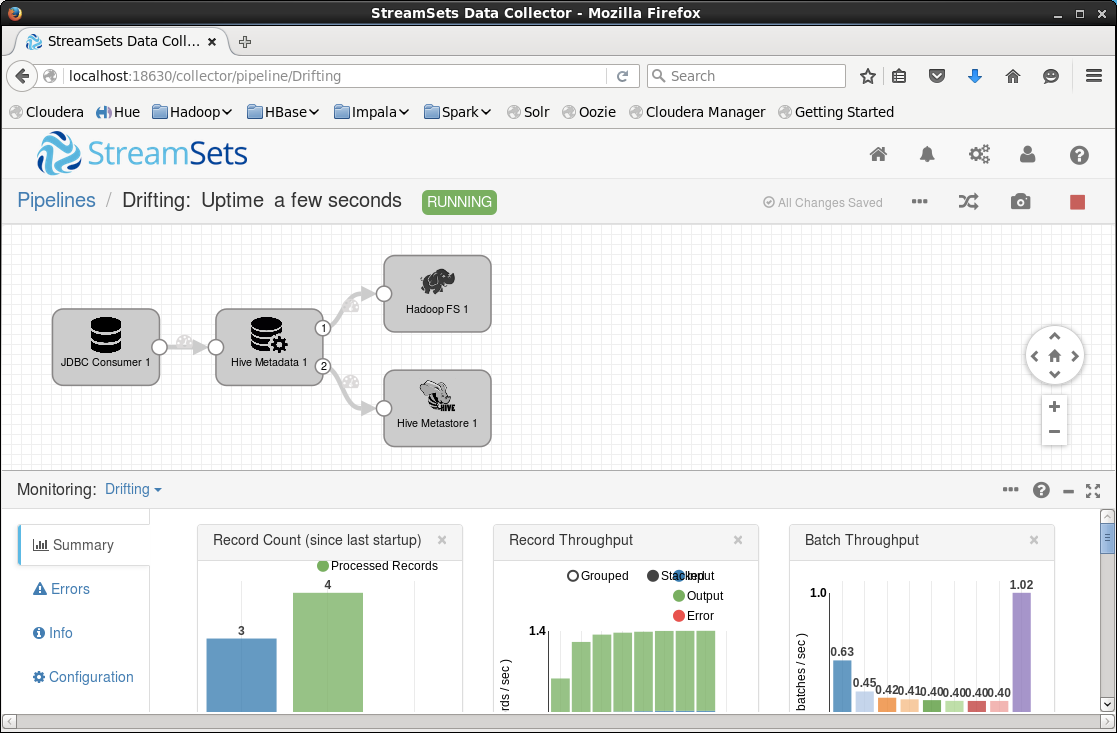 StreamSets Data Collector - Mozilla Firefox
StreamSets Data Coll...
localhost:18630/collector/pipeline/Drifting
Search
Cloudera Hue Hadoop HBase Impala Spark Solr Oozie Cloudera Manager Getting Started
StreamSets
Pipelines / Drifting: Uptime a few seconds RUNNING
All Changes Saved
Hadoop FS 1
1
JDBC Consumer 1
Hive Metadata 1
2
HIVE
Hive Metastore 1
Monitoring: Drifting
Summary
Errors
Info
Configuration
Record Count (since last startup)
Processed Records
4
3
Record Throughput
Grouped Stacked Input
Output
Error
1.4
rds / sec )
Batch Throughput
1.0
batches / sec )
0.63
0.45
0.42
0.41
0.40
0.40
0.40
0.40
1.02